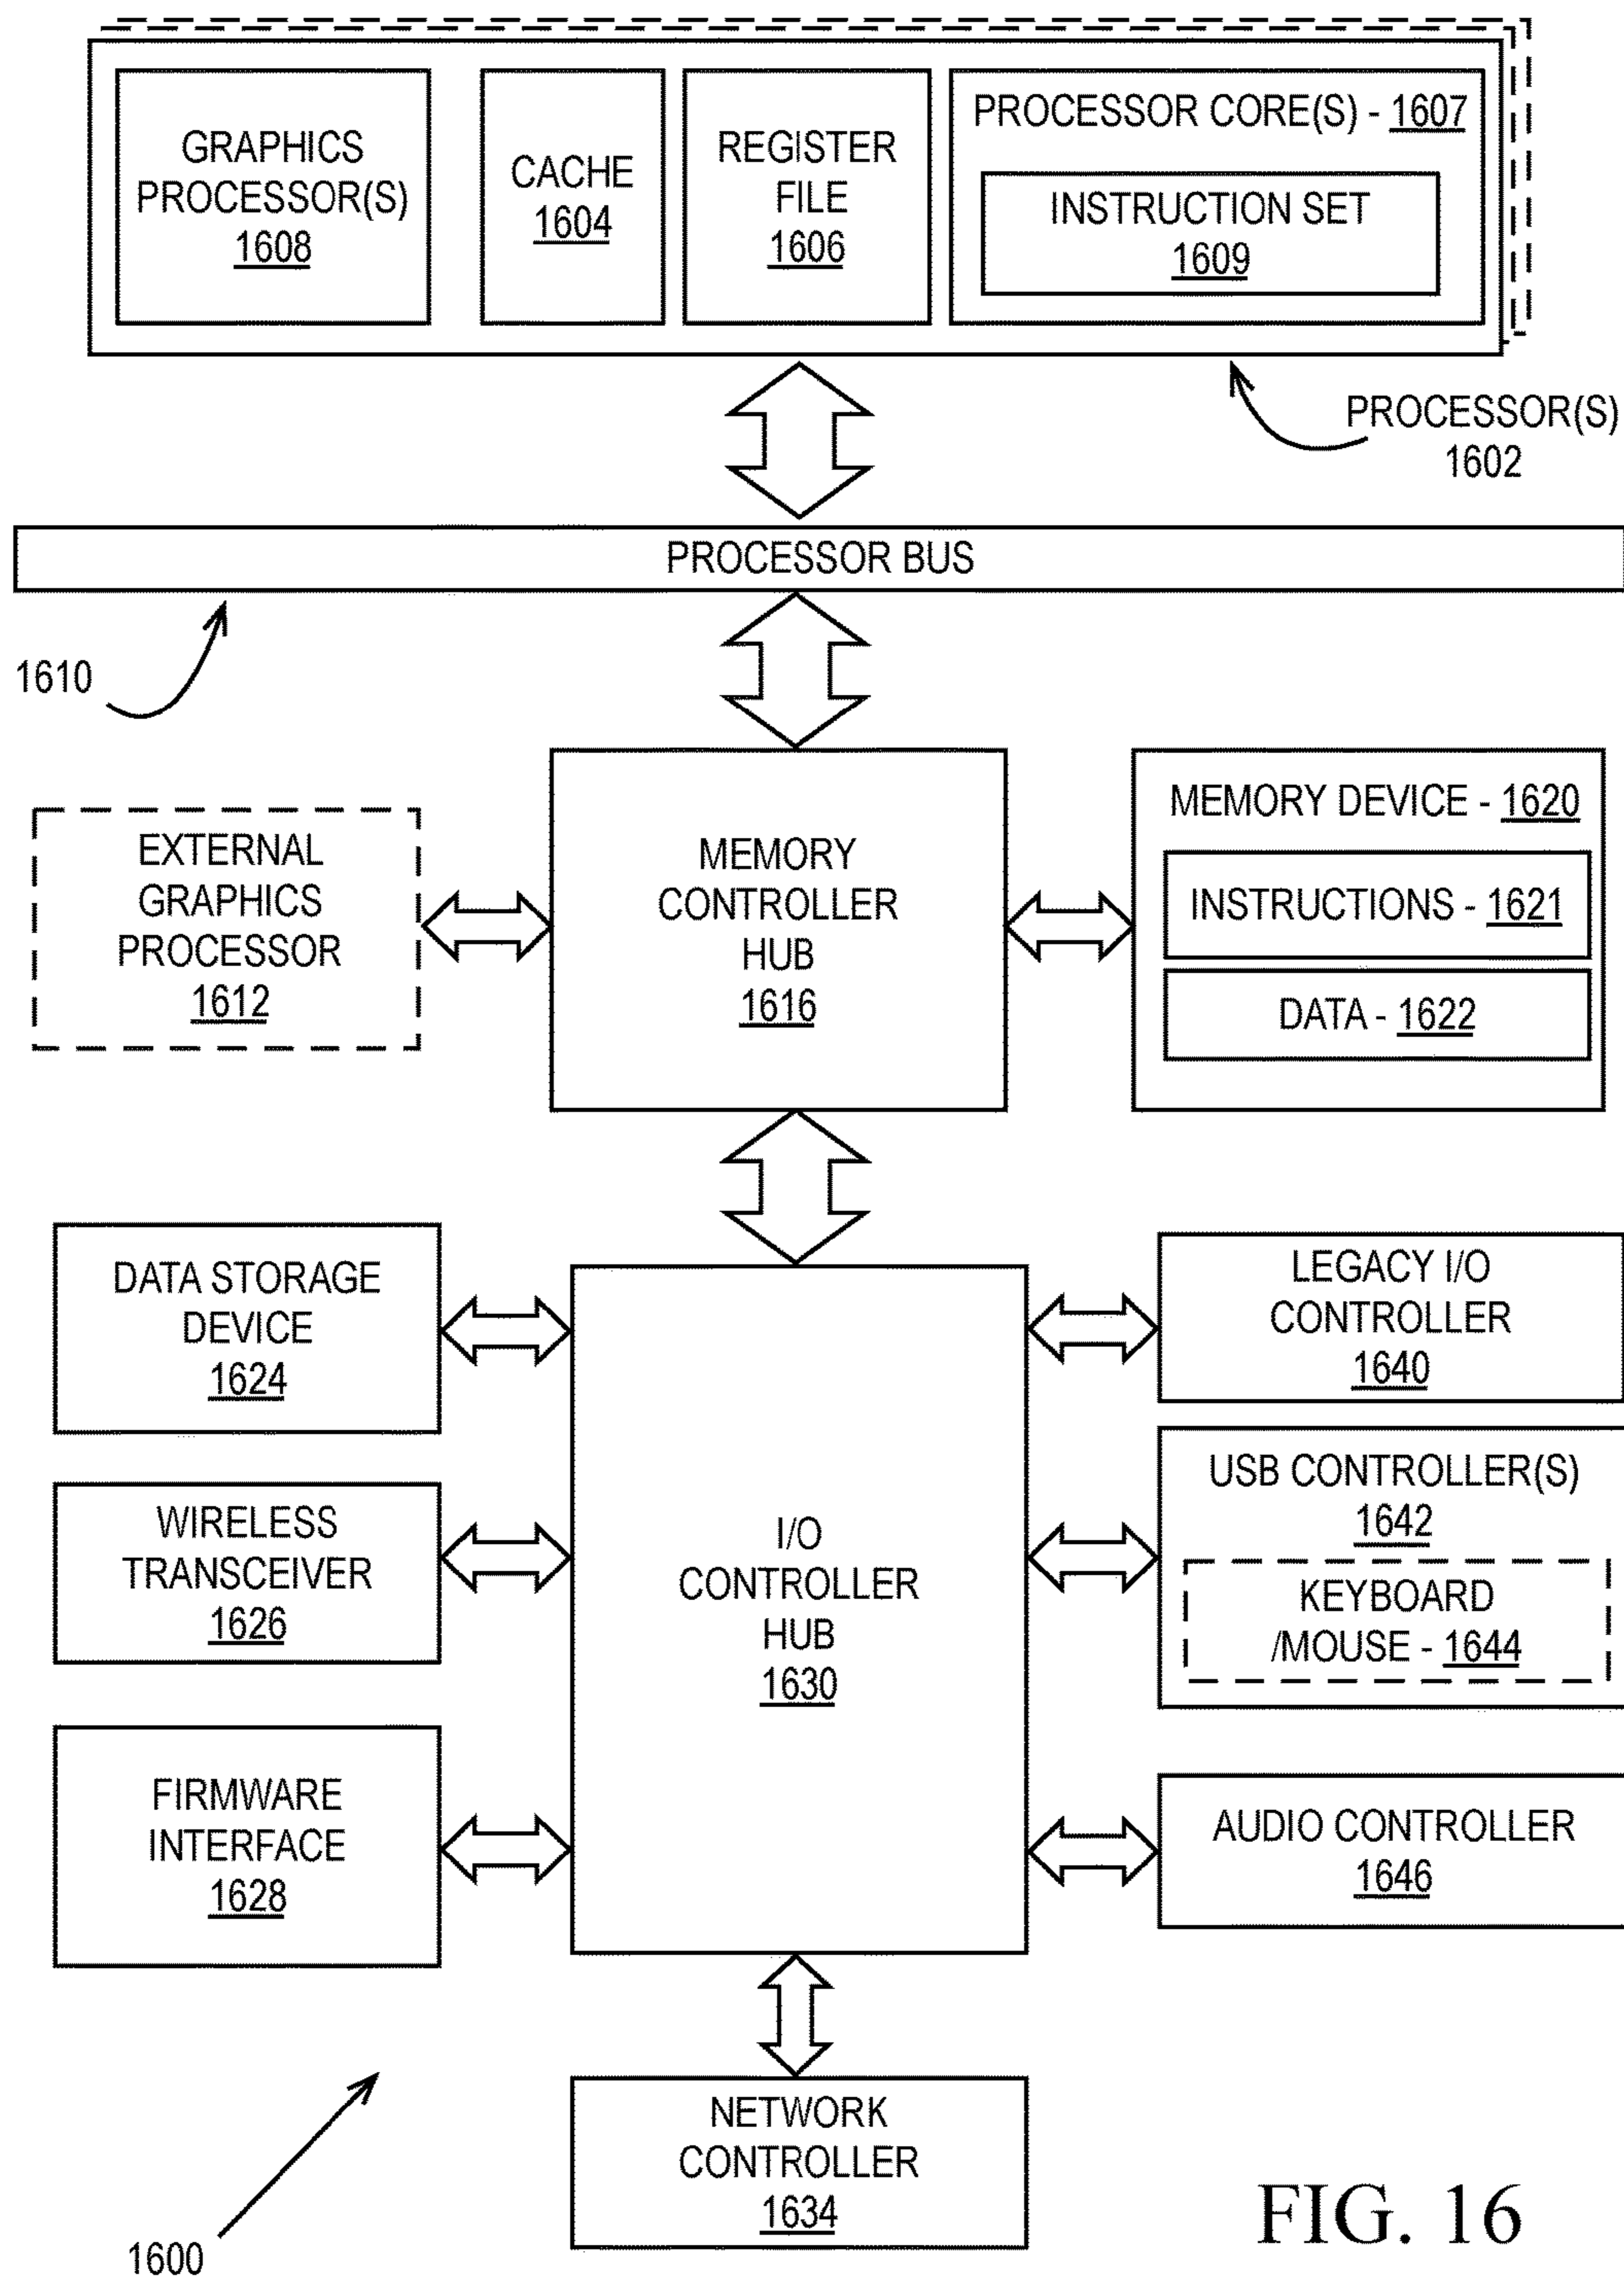 GRAPHICS
PROCESSOR(S)
1608
CACHE
1604
REGISTER
FILE
1606
PROCESSOR CORE(S) - 1607
INSTRUCTION SET
1609
PROCESSOR(S)
1602
PROCESSOR BUS
1610
EXTERNAL
GRAPHICS
PROCESSOR
1612
MEMORY
CONTROLLER
HUB
1616
MEMORY DEVICE - 1620
INSTRUCTIONS - 1621
DATA - 1622
DATA STORAGE
DEVICE
1624
WIRELESS
TRANSCEIVER
1626
FIRMWARE
INTERFACE
1628
I/O
CONTROLLER
HUB
1630
LEGACY I/O
CONTROLLER
1640
USB CONTROLLER(S)
1642
KEYBOARD
/MOUSE - 1644
AUDIO CONTROLLER
1646
NETWORK
CONTROLLER
1634
1600
FIG. 16